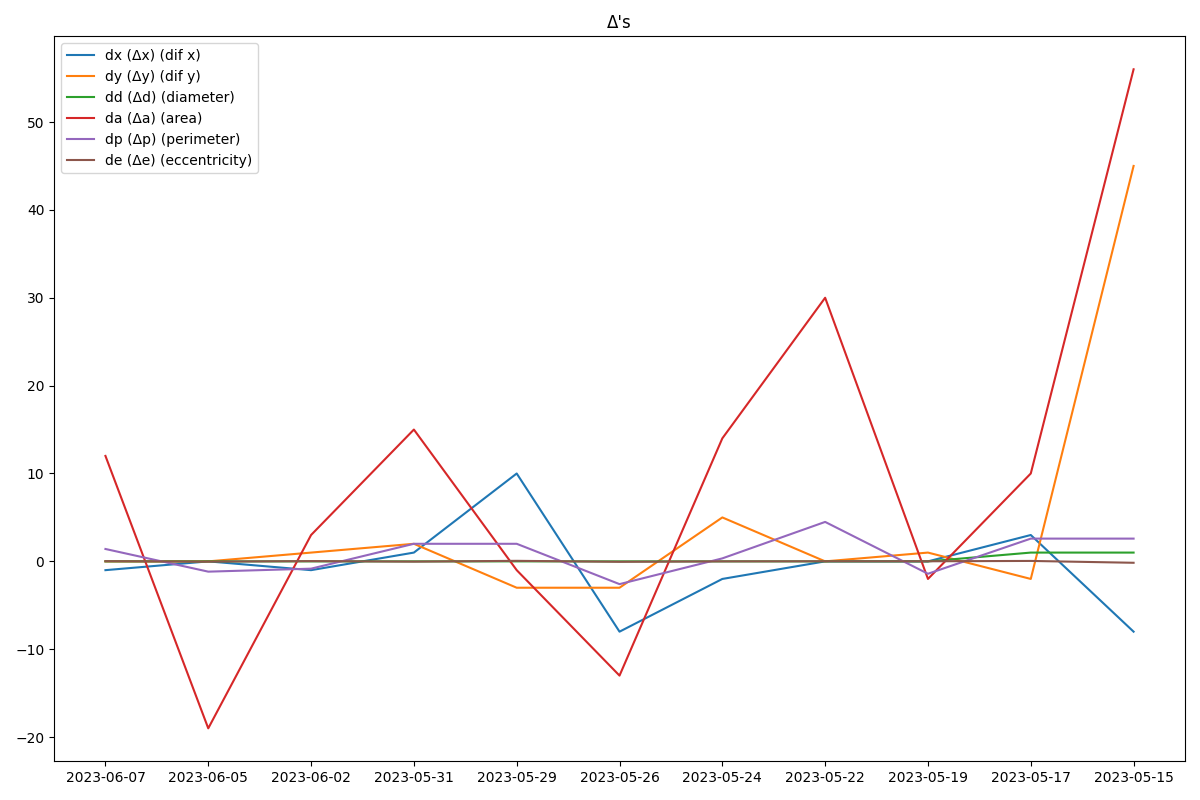 Δ's
dx (Δx) (dif x)
dy (Δy) (dif y)
dd (Δd) (diameter)
da (Δa) (area)
dp (Δp) (perimeter)
de (Δe) (eccentricity)
50
40
30
20
10
0
−10
−20
2023-06-07 2023-06-05 2023-06-02 2023-05-31 2023-05-29 2023-05-26 2023-05-24 2023-05-22 2023-05-19 2023-05-17 2023-05-15